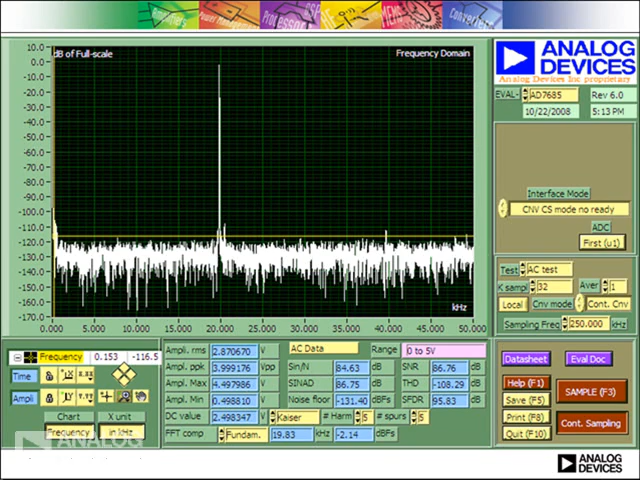 10.0
0.0
-10.0
-20.0
-30.0
-40.0
-50.0
-60.0
-70.0
-80.0
-90.0
-100.0
-110.0
-120.0
-130.0
-140.0
-150.0
-160.0
-170.0
dB of Full-scale
Frequency Domain
kHz
0.000 5.000 10.000 15.000 20.000 25.000 30.000 35.000 40.000 45.000 50.000
ANALOG
DEVICES
Analog Devices Inc proprietary
EVAL- AD7685 Rev 6.0
10/22/2008 5:13 PM
Interface Mode
CNV CS mode no ready
ADC
First (u1)
Test AC test
K sampl 32 Aver 1
Local Cnv mode Cont. Cnv
Sampling Freq 250.000 kHz
Frequency 0.153 -116.5
Time
Ampli
Chart X unit
Frequency in kHz
Ampli. rms 2.870670 V AC Data Range 0 to 5V
Ampli. ppk 3.999176 Vpp Sin/N 84.63 dB SNR 86.76 dB
Ampl. Max 4.497986 V SINAD 86.75 dB THD -108.29 dB
Ampl. Min 0.498810 V Noise floor -131.40 dBFs SFDR 95.83 dB
DC value 2.498347 V Kaiser # Harm 5 # spurs 5
FFT comp Fundam. 19.83 kHz -2.14 dBFs
Datasheet Eval Doc
Help (F1)
Save (F5)
Print (F8)
Quit (F10)
SAMPLE (F3)
Cont. Sampling
ANALOG
ANALOG
DEVICES